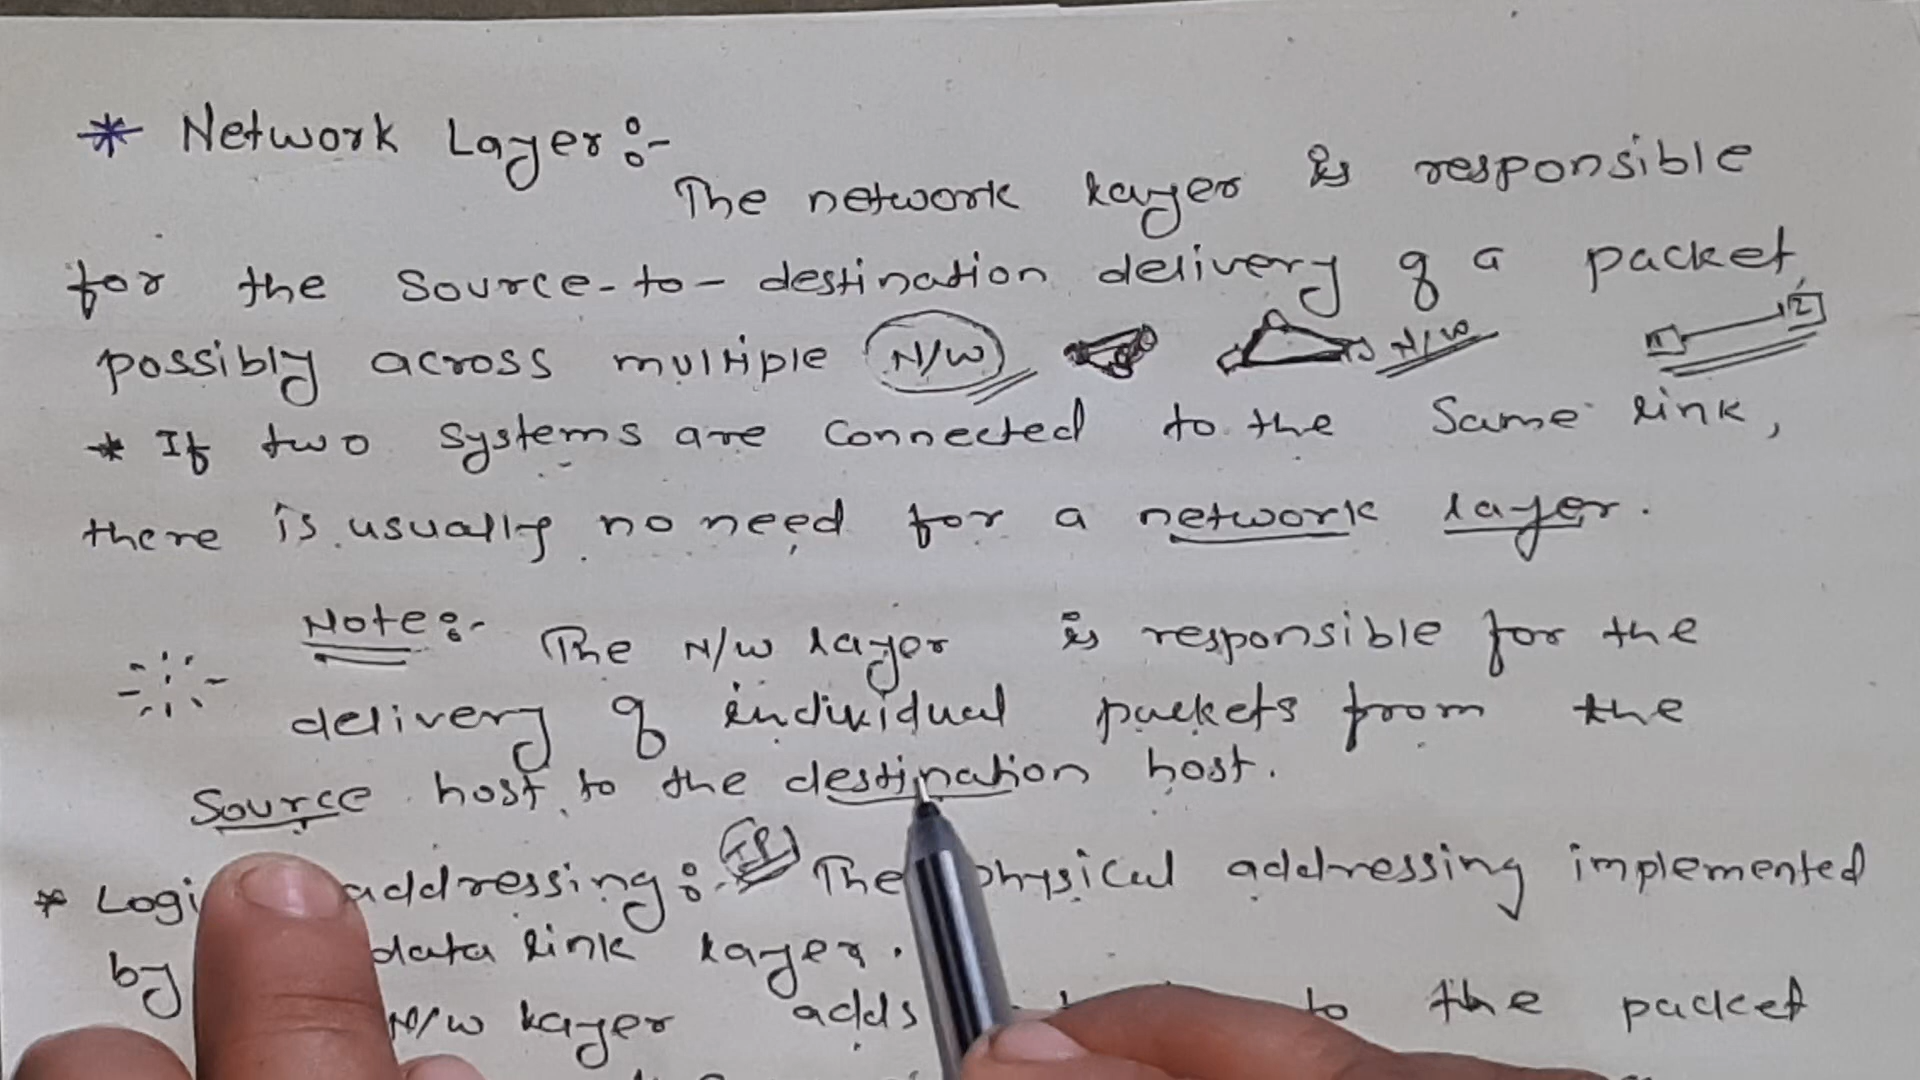 * Network Layer :-
The network layer is responsible
for the Source-to-destination delivery of a packet,
possibly across multiple N/W N/W
* If two systems are connected to the Same link,
there is usually no need for a network layer.
Note:- The N/W layer is responsible for the
delivery of individual packets from the
Source host to the destination host.
* Logi addressing :- IP The physical addressing implemented
by data link layer.
N/W layer adds to the packet